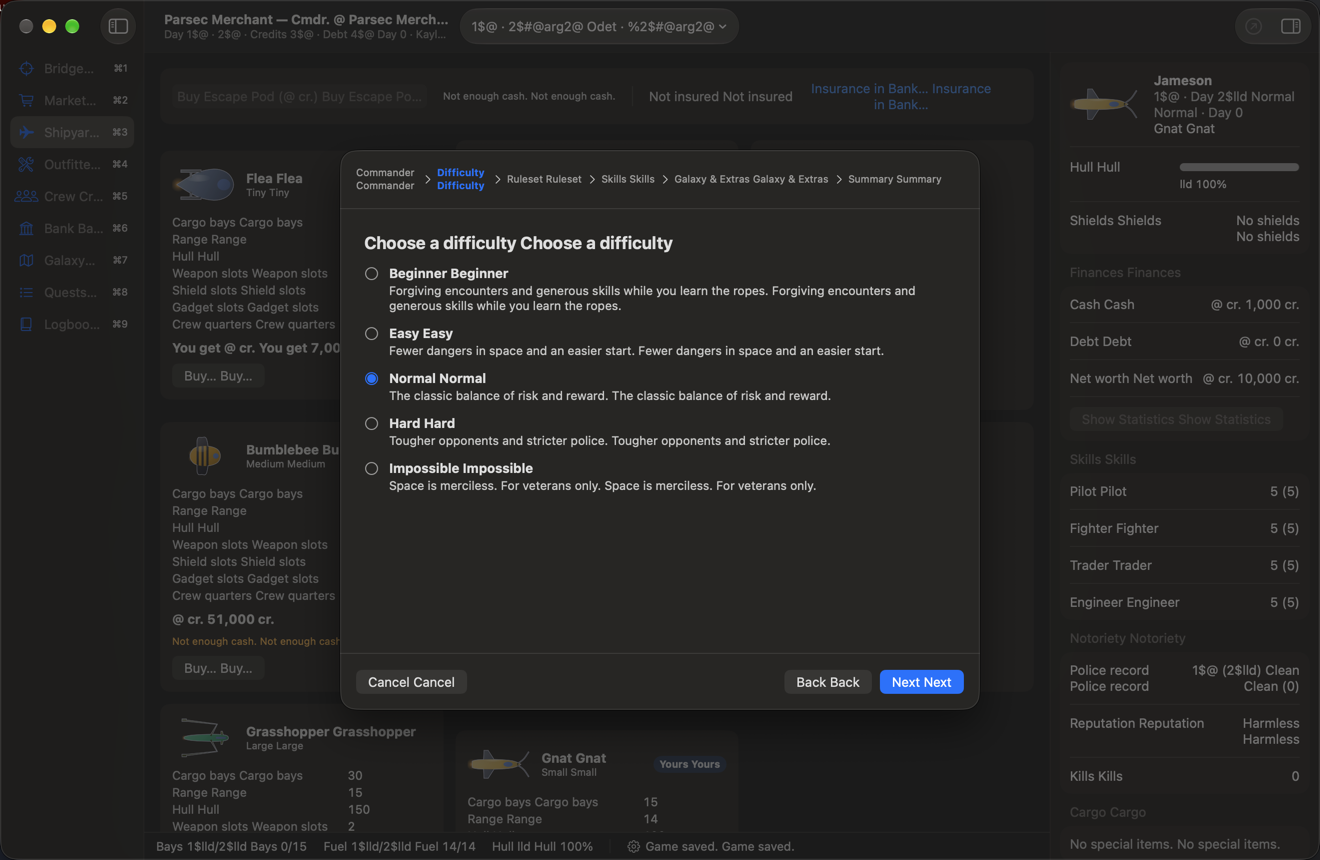 Parsec Merchant — Cmdr. @ Parsec Merch...
Day 1$@ · 2$@ · Credits 3$@ · Debt 4$@ Day 0 · Kayl...
1$@ · 2$#@arg2@ Odet · %2$#@arg2@
Bridge... ⌘1
Market... ⌘2
Shipyar... ⌘3
Outfitte... ⌘4
Crew Cr... ⌘5
Bank Ba... ⌘6
Galaxy... ⌘7
Quests... ⌘8
Logboo... ⌘9
Buy Escape Pod (@ cr.) Buy Escape Po...
Not enough cash. Not enough cash.
Not insured Not insured
Insurance in Bank... Insurance
in Bank...
Flea Flea
Tiny Tiny
Cargo bays Cargo bays
Range Range
Hull Hull
Weapon slots Weapon slots
Shield slots Shield slots
Gadget slots Gadget slots
Crew quarters Crew quarters
You get @ cr. You get 7,00
Buy... Buy...
Bumblebee Bu
Medium Medium
Cargo bays Cargo bays
Range Range
Hull Hull
Weapon slots Weapon slots
Shield slots Shield slots
Gadget slots Gadget slots
Crew quarters Crew quarters
@ cr. 51,000 cr.
Not enough cash. Not enough cash
Buy... Buy...
Grasshopper Grasshopper
Large Large
Cargo bays Cargo bays 30
Range Range 15
Hull Hull 150
Weapon slots Weapon slots 2
Gnat Gnat
Small Small
Yours Yours
Cargo bays Cargo bays 15
Range Range 14
Commander
Commander
Difficulty
Difficulty
Ruleset Ruleset
Skills Skills
Galaxy & Extras Galaxy & Extras
Summary Summary
Choose a difficulty Choose a difficulty
Beginner Beginner
Forgiving encounters and generous skills while you learn the ropes. Forgiving encounters and
generous skills while you learn the ropes.
Easy Easy
Fewer dangers in space and an easier start. Fewer dangers in space and an easier start.
Normal Normal
The classic balance of risk and reward. The classic balance of risk and reward.
Hard Hard
Tougher opponents and stricter police. Tougher opponents and stricter police.
Impossible Impossible
Space is merciless. For veterans only. Space is merciless. For veterans only.
Cancel Cancel
Back Back
Next Next
Jameson
1$@ · Day 2$lld Normal
Normal · Day 0
Gnat Gnat
Hull Hull
lld 100%
Shields Shields
No shields
No shields
Finances Finances
Cash Cash @ cr. 1,000 cr.
Debt Debt @ cr. 0 cr.
Net worth Net worth @ cr. 10,000 cr.
Show Statistics Show Statistics
Skills Skills
Pilot Pilot 5 (5)
Fighter Fighter 5 (5)
Trader Trader 5 (5)
Engineer Engineer 5 (5)
Notoriety Notoriety
Police record 1$@ (2$lld) Clean
Police record Clean (0)
Reputation Reputation Harmless
Harmless
Kills Kills 0
Cargo Cargo
No special items. No special items.
Bays 1$lld/2$lld Bays 0/15
Fuel 1$lld/2$lld Fuel 14/14
Hull lld Hull 100%
Game saved. Game saved.